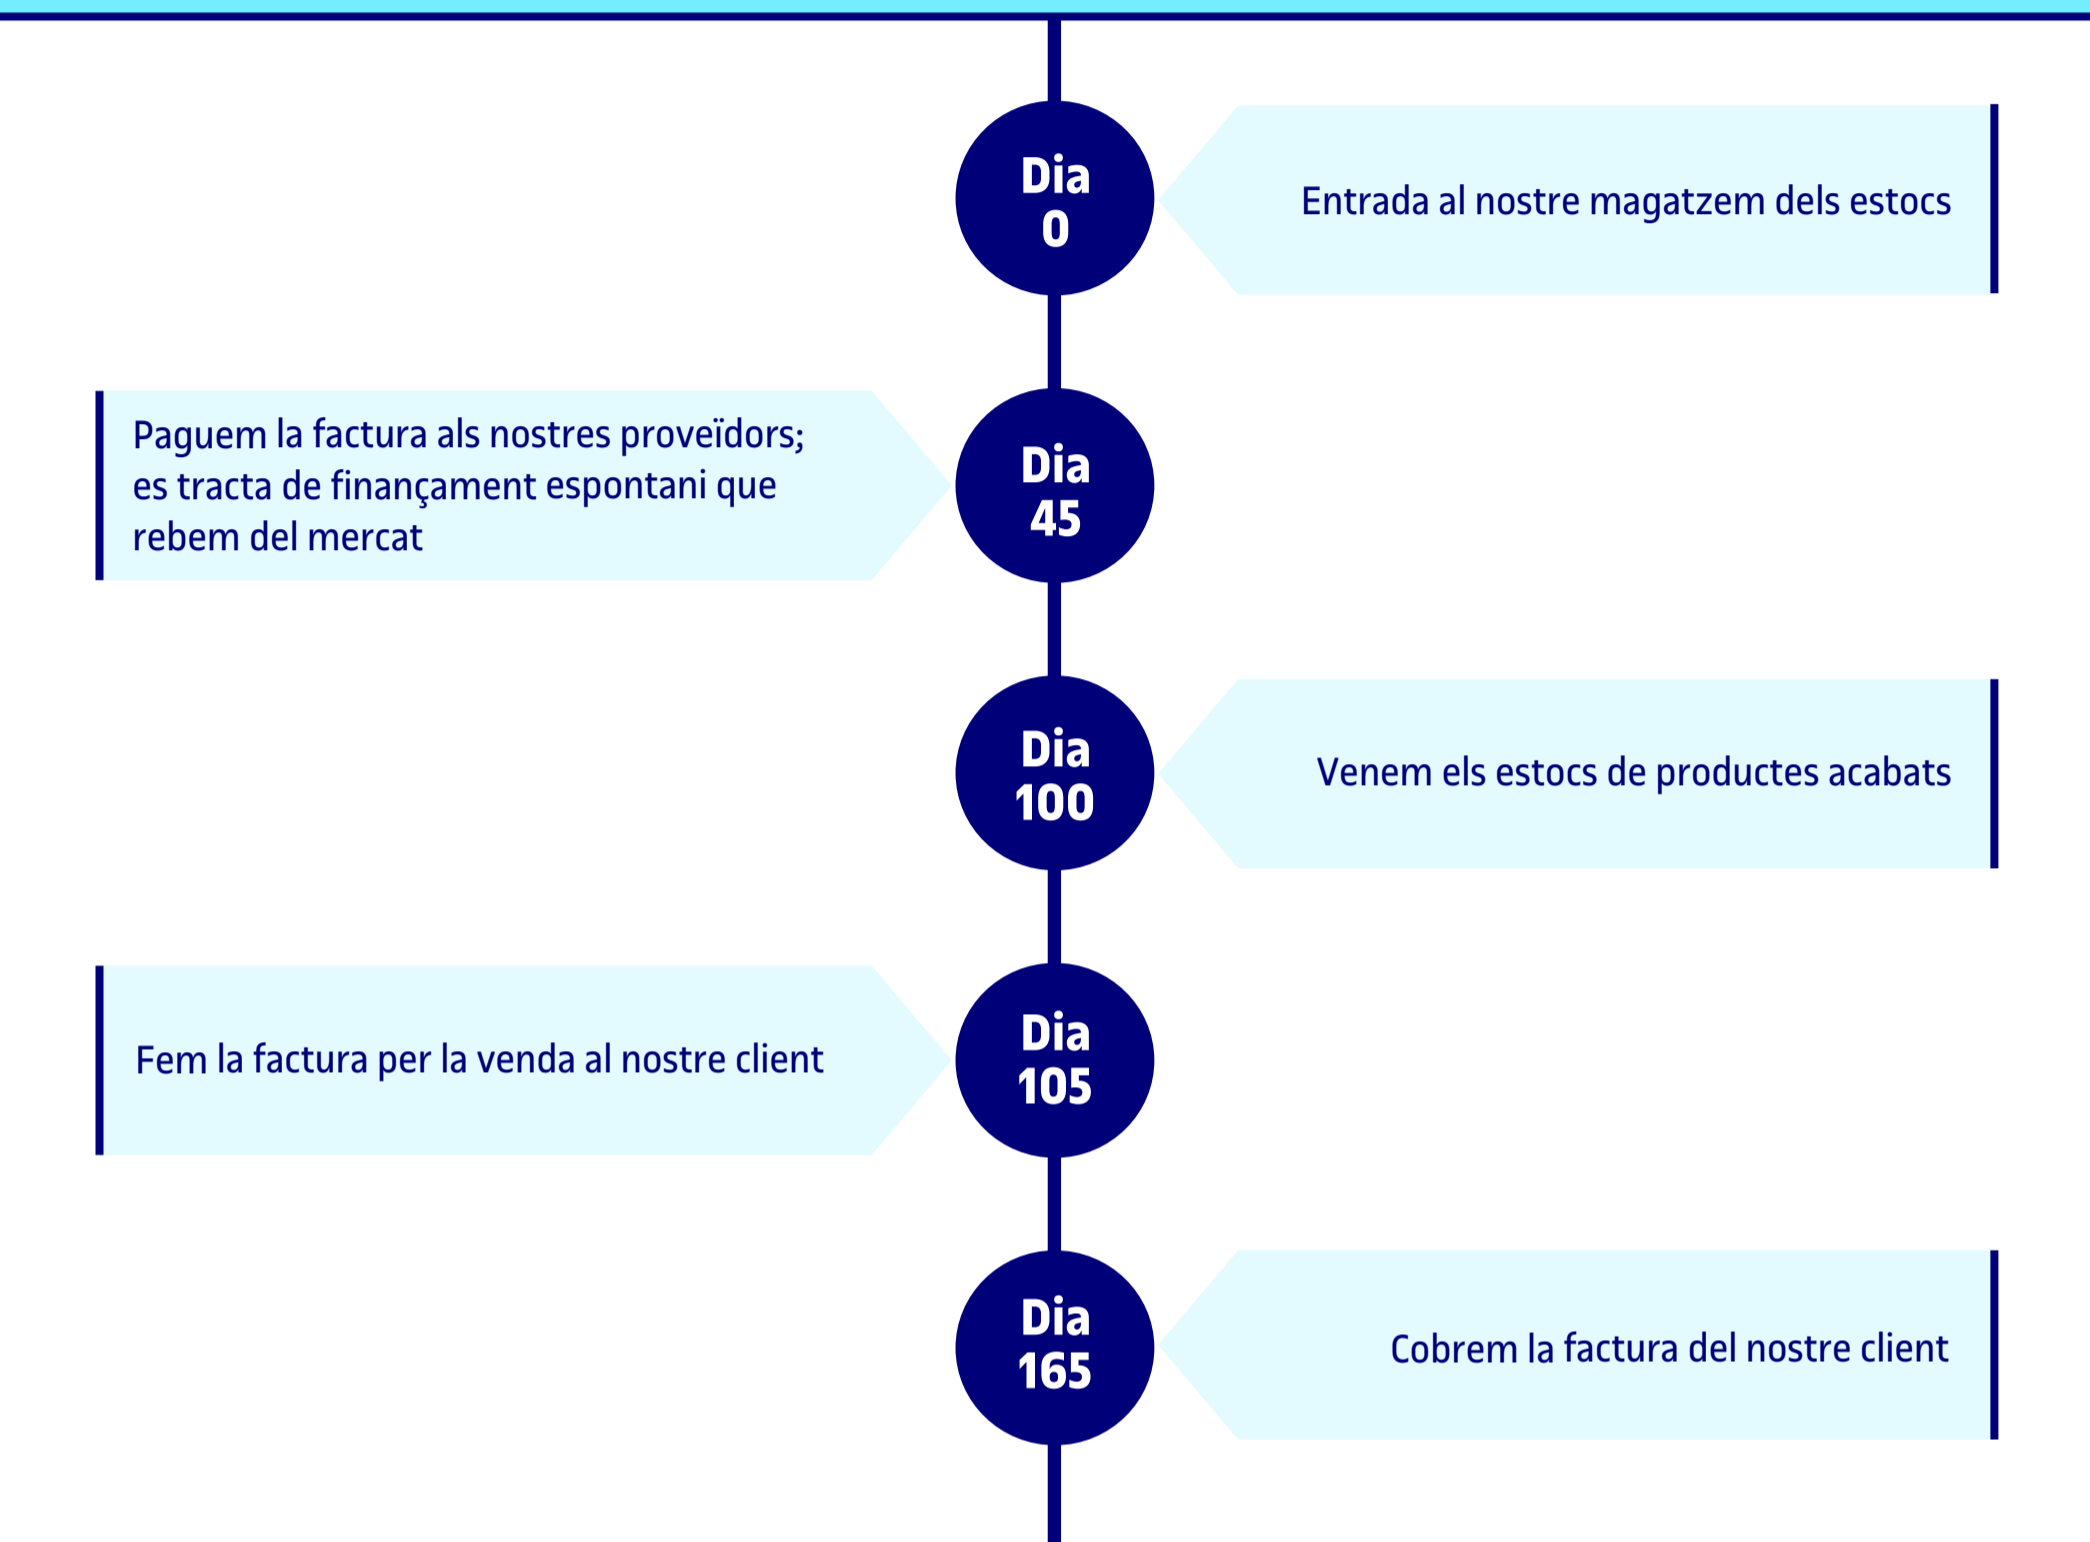 Dia
0
Entrada al nostre magatzem dels estocs
Paguem la factura als nostres proveïdors;
es tracta de finançament espontani que
rebem del mercat
Dia
45
Dia
100
Venem els estocs de productes acabats
Fem la factura per la venda al nostre client
Dia
105
Dia
165
Cobrem la factura del nostre client